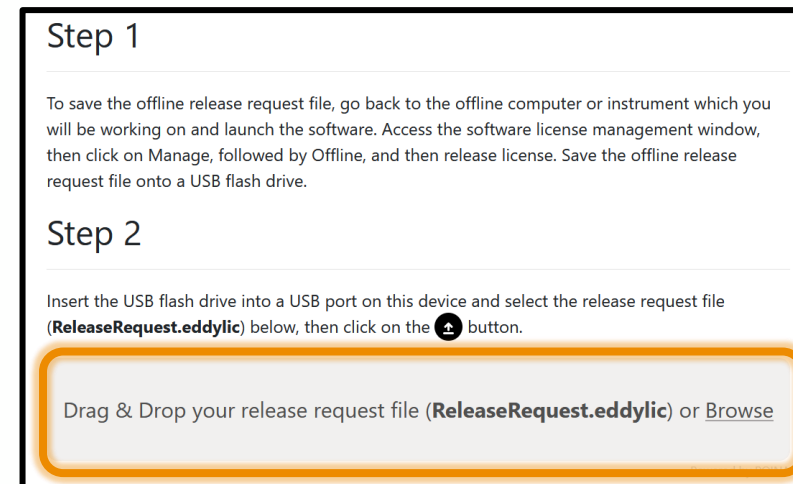 Step 1
To save the offline release request file, go back to the offline computer or instrument which you
will be working on and launch the software. Access the software license management window,
then click on Manage, followed by Offline, and then release license. Save the offline release
request file onto a USB flash drive.
Step 2
Insert the USB flash drive into a USB port on this device and select the release request file
(ReleaseRequest.eddylic) below, then click on the button.
Drag & Drop your release request file (ReleaseRequest.eddylic) or Browse